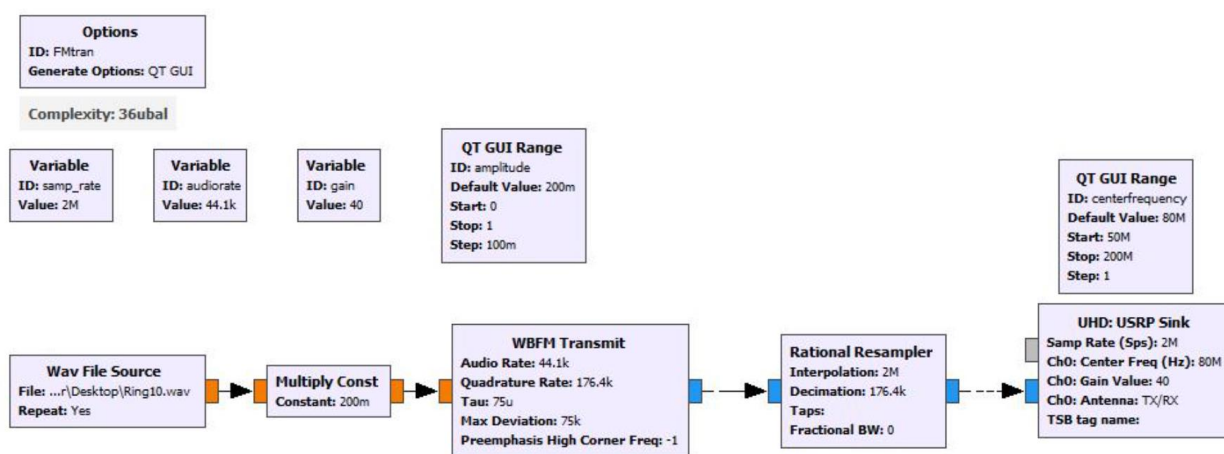 Options
ID: FMtran
Generate Options: QT GUI
Complexity: 36ubal
Variable
ID: samp_rate
Value: 2M
Variable
ID: audiorate
Value: 44.1k
Variable
ID: gain
Value: 40
QT GUI Range
ID: amplitude
Default Value: 200m
Start: 0
Stop: 1
Step: 100m
QT GUI Range
ID: centerfrequency
Default Value: 80M
Start: 50M
Stop: 200M
Step: 1
Wav File Source
File: ...r\Desktop\Ring10.wav
Repeat: Yes
Multiply Const
Constant: 200m
WBFM Transmit
Audio Rate: 44.1k
Quadrature Rate: 176.4k
Tau: 75u
Max Deviation: 75k
Preemphasis High Corner Freq: -1
Rational Resampler
Interpolation: 2M
Decimation: 176.4k
Taps:
Fractional BW: 0
UHD: USRP Sink
Samp Rate (Sps): 2M
Ch0: Center Freq (Hz): 80M
Ch0: Gain Value: 40
Ch0: Antenna: TX/RX
TSB tag name: